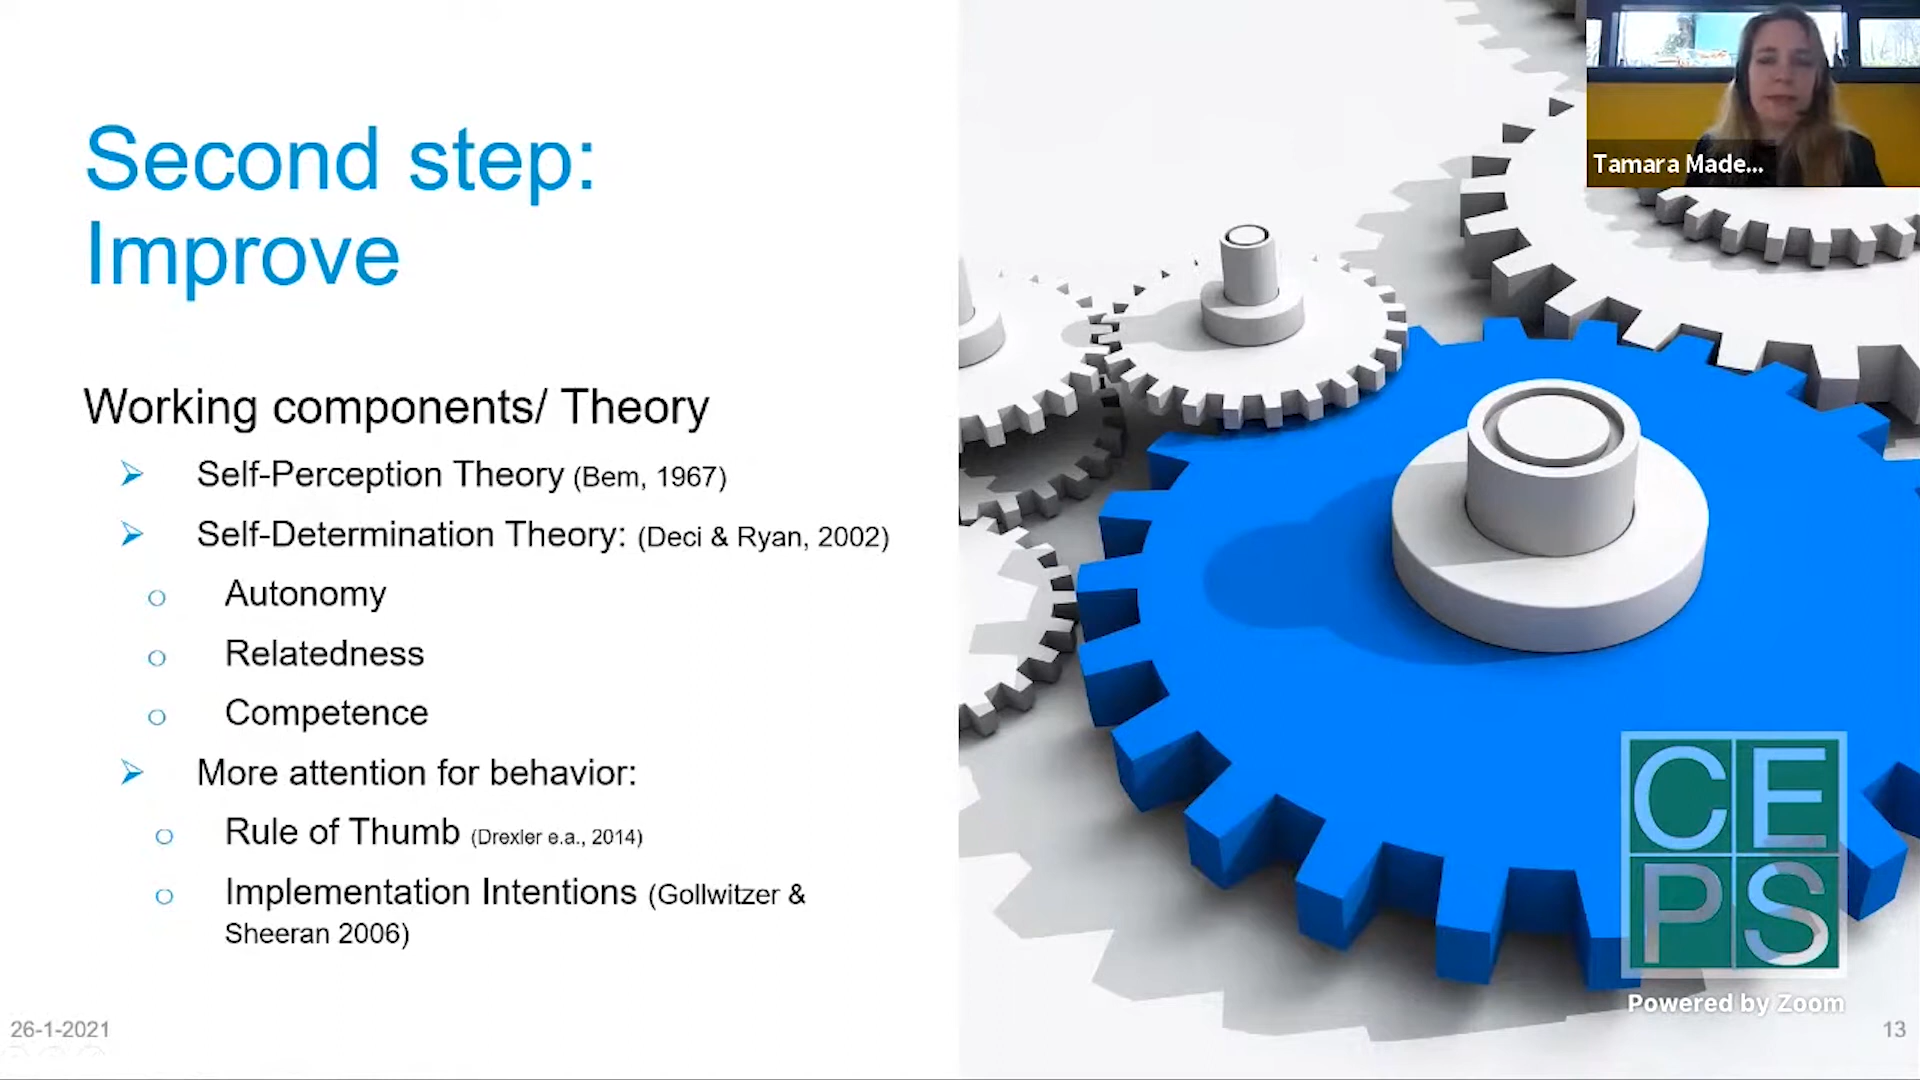 Second step:
Improve
Working components/ Theory
Self-Perception Theory (Bem, 1967)
Self-Determination Theory: (Deci & Ryan, 2002)
Autonomy
Relatedness
Competence
More attention for behavior:
Rule of Thumb (Drexler e.a., 2014)
Implementation Intentions (Gollwitzer &
Sheeran 2006)
26-1-2021
Tamara Made...
CE
PS
Powered by Zoom
13